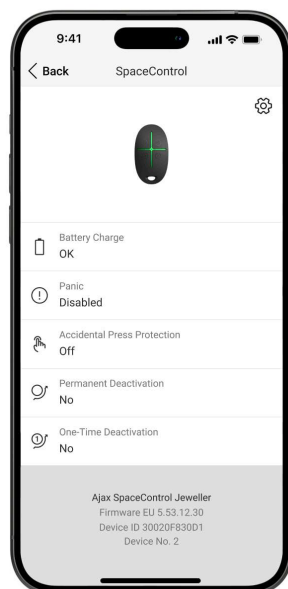 9:41
Back SpaceControl
Battery Charge
OK
Panic
Disabled
Accidental Press Protection
Off
Permanent Deactivation
No
1 One-Time Deactivation
No
Ajax SpaceControl Jeweller
Firmware EU 5.53.12.30
Device ID 30020F830D1
Device No. 2